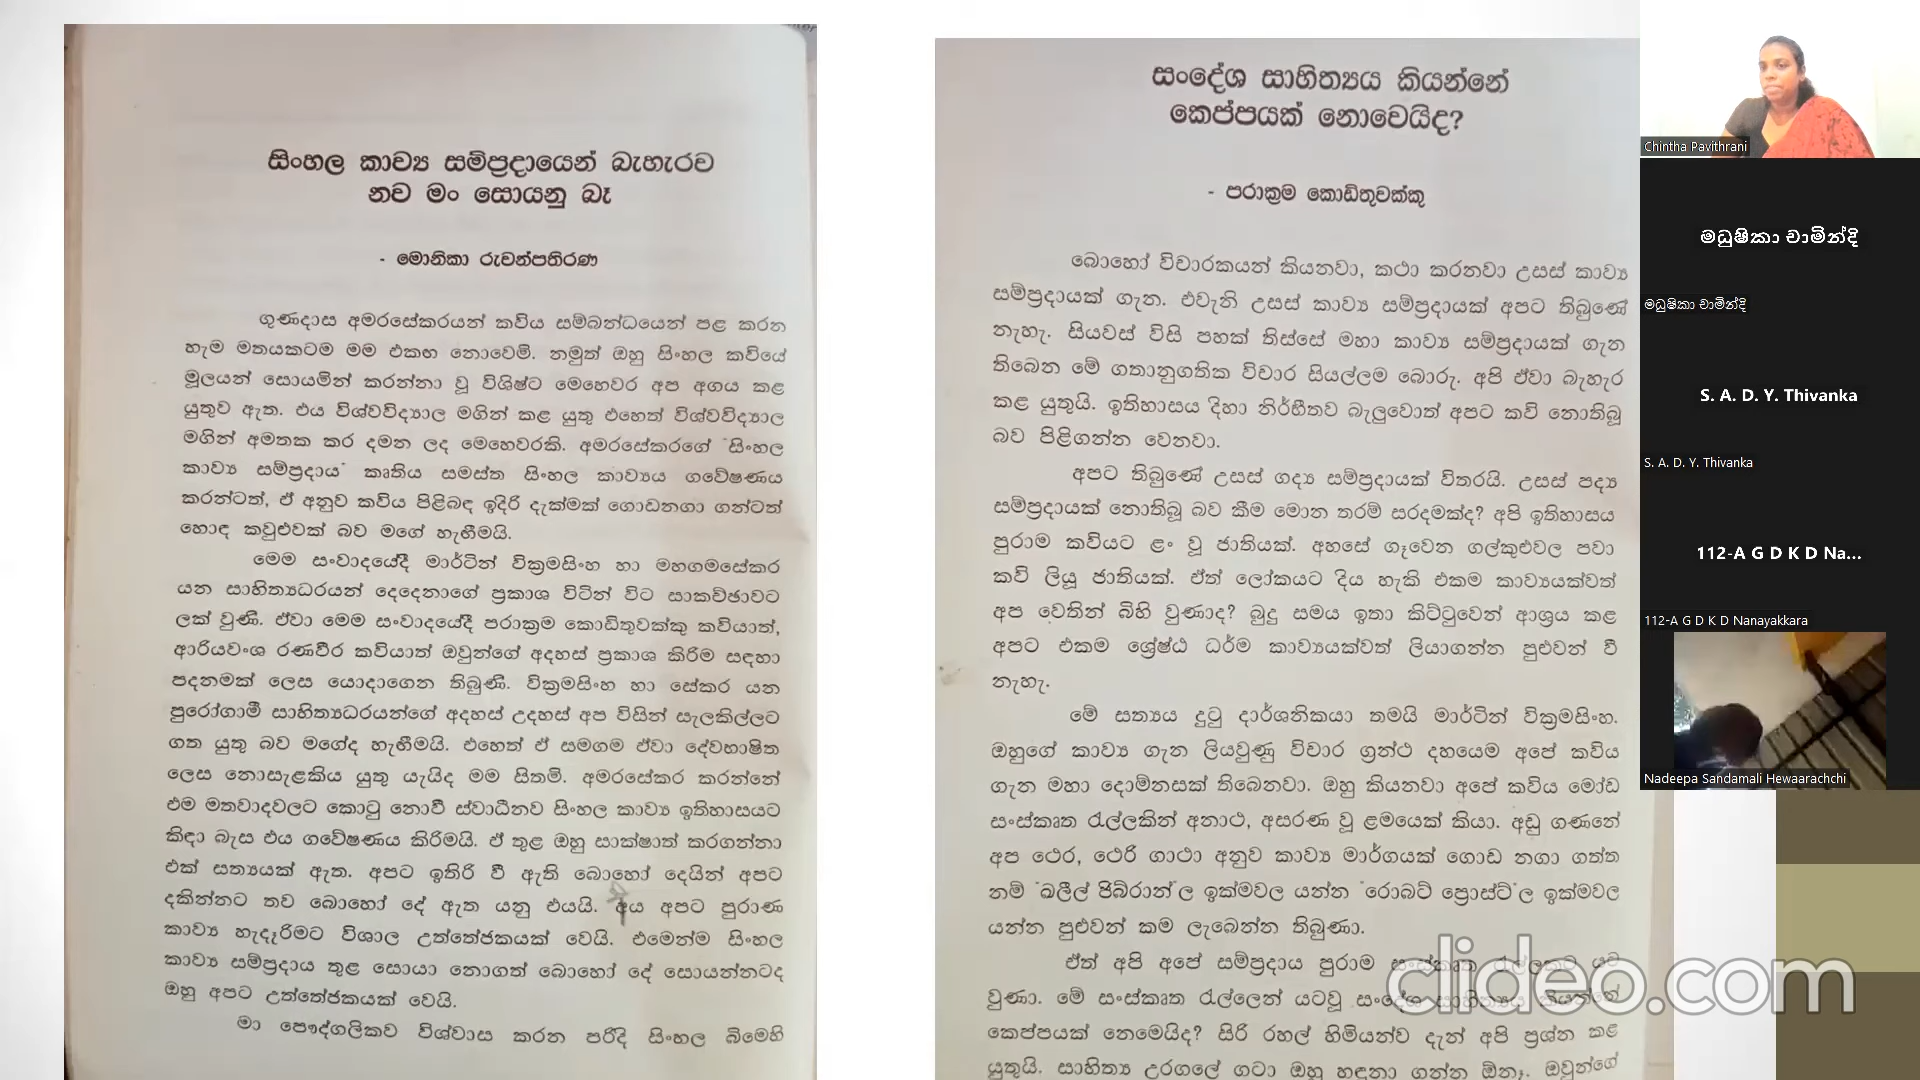 සිංහල කාව්‍ය සම්ප්‍රදායෙන් බැහැරව
නව මං සොයනු බෑ
- මොනිකා රුවන්පතිරණ
ගුණදාස අමරසේකරයන් කවිය සම්බන්ධයෙන් පළ කරන
හැම මතයකටම මම එකඟ නොවෙමි. නමුත් ඔහු සිංහල කවියේ
මූලයන් සොයමින් කරන්නා වූ විශිෂ්ට මෙහෙවර අප අගය කළ
යුතුව ඇත. එය විශ්වවිද්‍යාල මගින් කළ යුතු එහෙත් විශ්වවිද්‍යාල
මගින් අමතක කර දමන ලද මෙහෙවරකි. අමරසේකරගේ "සිංහල
කාව්‍ය සම්ප්‍රදාය" කෘතිය සමස්ත සිංහල කාව්‍යය ගවේෂණය
කරන්ටත්, ඒ අනුව කවිය පිළිබඳ ඉදිරි දැක්මක් ගොඩනගා ගන්ටත්
හොඳ කවුළුවක් බව මගේ හැඟීමයි.
මෙම සංවාදයේදී මාර්ටින් වික්‍රමසිංහ හා මහගමසේකර
යන සාහිත්‍යධරයන් දෙදෙනාගේ ප්‍රකාශ විටින් විට සාකච්ඡාවට
ලක් වුණි. ඒවා මෙම සංවාදයේදී පරාක්‍රම කොඩිතුවක්කු කවියාත්,
ආරියවංශ රණවීර කවියාත් ඔවුන්ගේ අදහස් ප්‍රකාශ කිරීම සඳහා
පදනමක් ලෙස යොදාගෙන තිබුණි. වික්‍රමසිංහ හා සේකර යන
පුරෝගාමී සාහිත්‍යධරයන්ගේ අදහස් උදහස් අප විසින් සැලකිල්ලට
ගත යුතු බව මගේද හැඟීමයි. එහෙත් ඒ සමගම ඒවා දේවභාෂිත
ලෙස නොසැළකිය යුතු යැයිද මම සිතමි. අමරසේකර කරන්නේ
එම මතවාදවලට කොටු නොවී ස්වාධීනව සිංහල කාව්‍ය ඉතිහාසයට
කිඳා බැස එය ගවේෂණය කිරීමයි. ඒ තුළ ඔහු සාක්ෂාත් කරගන්නා
එක් සත්‍යයක් ඇත. අපට ඉතිරි වී ඇති බොහෝ දෙයින් අපට
දකින්නට තව බොහෝ දේ ඇත යනු එයයි. අය අපට පුරාණ
කාව්‍ය හැදෑරිමට විශාල උත්තේජකයක් වෙයි. එමෙන්ම සිංහල
කාව්‍ය සම්ප්‍රදාය තුළ සොයා නොගත් බොහෝ දේ සොයන්නටද
ඔහු අපට උත්තේජකයක් වෙයි.
මා පෞද්ගලිකව විශ්වාස කරන පරිදි සිංහල බිමෙහි
සංදේශ සාහිත්‍යය කියන්නේ
කෙප්පයක් නොවෙයිද?
- පරාක්‍රම කොඩිතුවක්කු
බොහෝ විචාරකයන් කියනවා, කථා කරනවා උසස් කාව්‍ය
සම්ප්‍රදායක් ගැන. එවැනි උසස් කාව්‍ය සම්ප්‍රදායක් අපට තිබුණේ
නැහැ. සියවස් විසි පහක් තිස්සේ මහා කාව්‍ය සම්ප්‍රදායක් ගැන
තිබෙන මේ ගතානුගතික විචාර සියල්ලම බොරු. අපි ඒවා බැහැර
කළ යුතුයි. ඉතිහාසය දිහා නිර්භීතව බැලුවොත් අපට කවි නොතිබූ
බව පිළිගන්න වෙනවා.
අපට තිබුණේ උසස් ගද්‍ය සම්ප්‍රදායක් විතරයි. උසස් පද්‍ය
සම්ප්‍රදායක් නොතිබූ බව කීම මොන තරම් සරදමක්ද? අපි ඉතිහාසය
පුරාම කවියට ළං වූ ජාතියක්. අහසේ ගෑවෙන ගල්කුළුවල පවා
කවි ලියූ ජාතියක්. ඒත් ලෝකයට දිය හැකි එකම කාව්‍යයක්වත්
අප වෙතින් බිහි වුණාද? බුදු සමය ඉතා කිට්ටුවෙන් ආශ්‍රය කළ
අපට එකම ශ්‍රේෂ්ඨ ධර්ම කාව්‍යයක්වත් ලියාගන්න පුළුවන් වී
නැහැ.
මේ සත්‍යය දුටු දාර්ශනිකයා තමයි මාර්ටින් වික්‍රමසිංහ.
ඔහුගේ කාව්‍ය ගැන ලියවුණු විචාර ග්‍රන්ථ දහයෙම අපේ කවිය
ගැන මහා දොම්නසක් තිබෙනවා. ඔහු කියනවා අපේ කවිය මෝඩ
සංස්කෘත රැල්ලකින් අනාථ, අසරණ වූ ළමයෙක් කියා. අඩු ගණනේ
අප ථෙර, ථෙරී ගාථා අනුව කාව්‍ය මාර්ගයක් ගොඩ නගා ගත්ත
නම් "ඛලීල් ජිබ්රාන්"ල ඉක්මවල යන්න "රොබට් ප්‍රොස්ට්"ල ඉක්මවල
යන්න පුළුවන් කම ලැබෙන්න තිබුණා.
ඒත් අපි අපේ සම්ප්‍රදාය පුරාම සංස්කෘත රැල්ලකට යට
වුණා. මේ සංස්කෘත රැල්ලෙන් යටවූ සංදේශ සාහිත්‍යය කියන්නේ
කෙප්පයක් නෙමෙයිද? සිරි රහල් හිමියන්ව දැන් අපි ප්‍රශ්න කළ
යුතුයි. සාහිත්‍ය උරගලේ ගටා ඔහු හඳුනා ගන්න ඕනෑ. ඔවුන්ගේ
clideo.com
Chintha Pavithrani
මධුෂිකා චාමින්දි
මධුෂිකා චාමින්දි
S. A. D. Y. Thivanka
S. A. D. Y. Thivanka
112-A G D K D Na...
112-A G D K D Nanayakkara
Nadeepa Sandamali Hewaarachchi